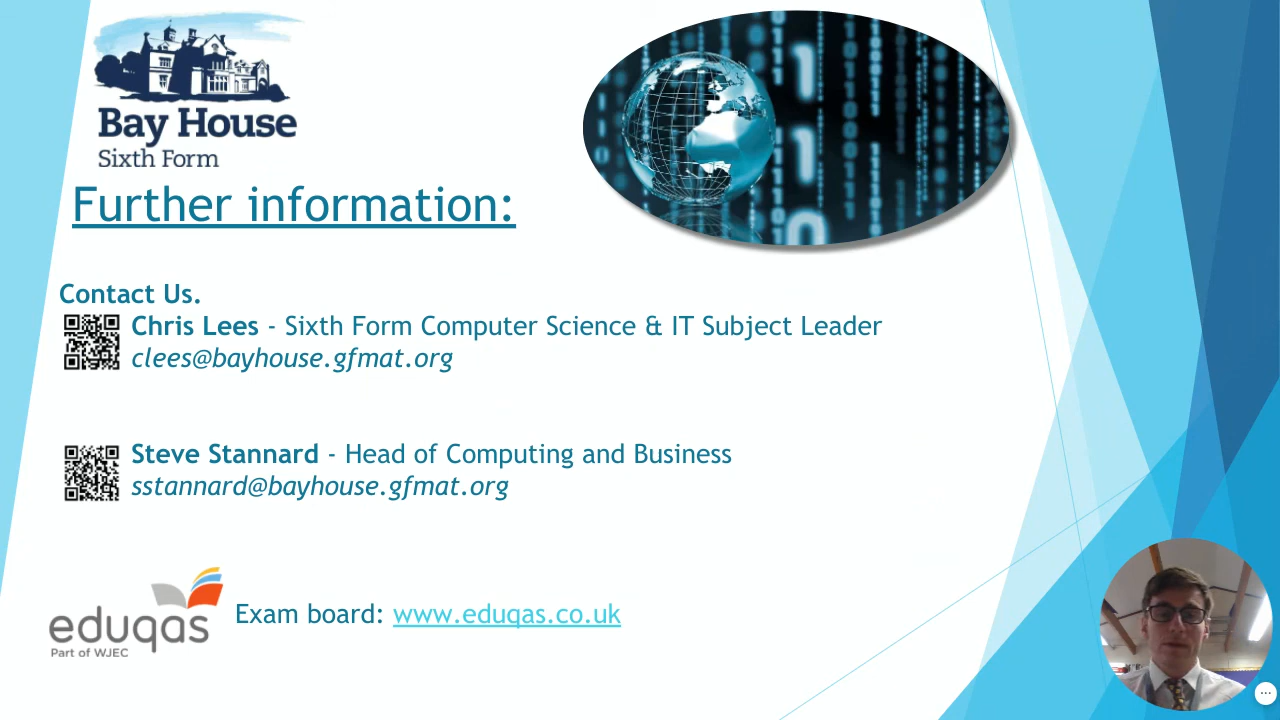 Bay House
Sixth Form
Further information:
Contact Us.
Chris Lees - Sixth Form Computer Science & IT Subject Leader
clees@bayhouse.gfmat.org
Steve Stannard - Head of Computing and Business
sstannard@bayhouse.gfmat.org
eduqas
Part of WJEC
Exam board: www.eduqas.co.uk